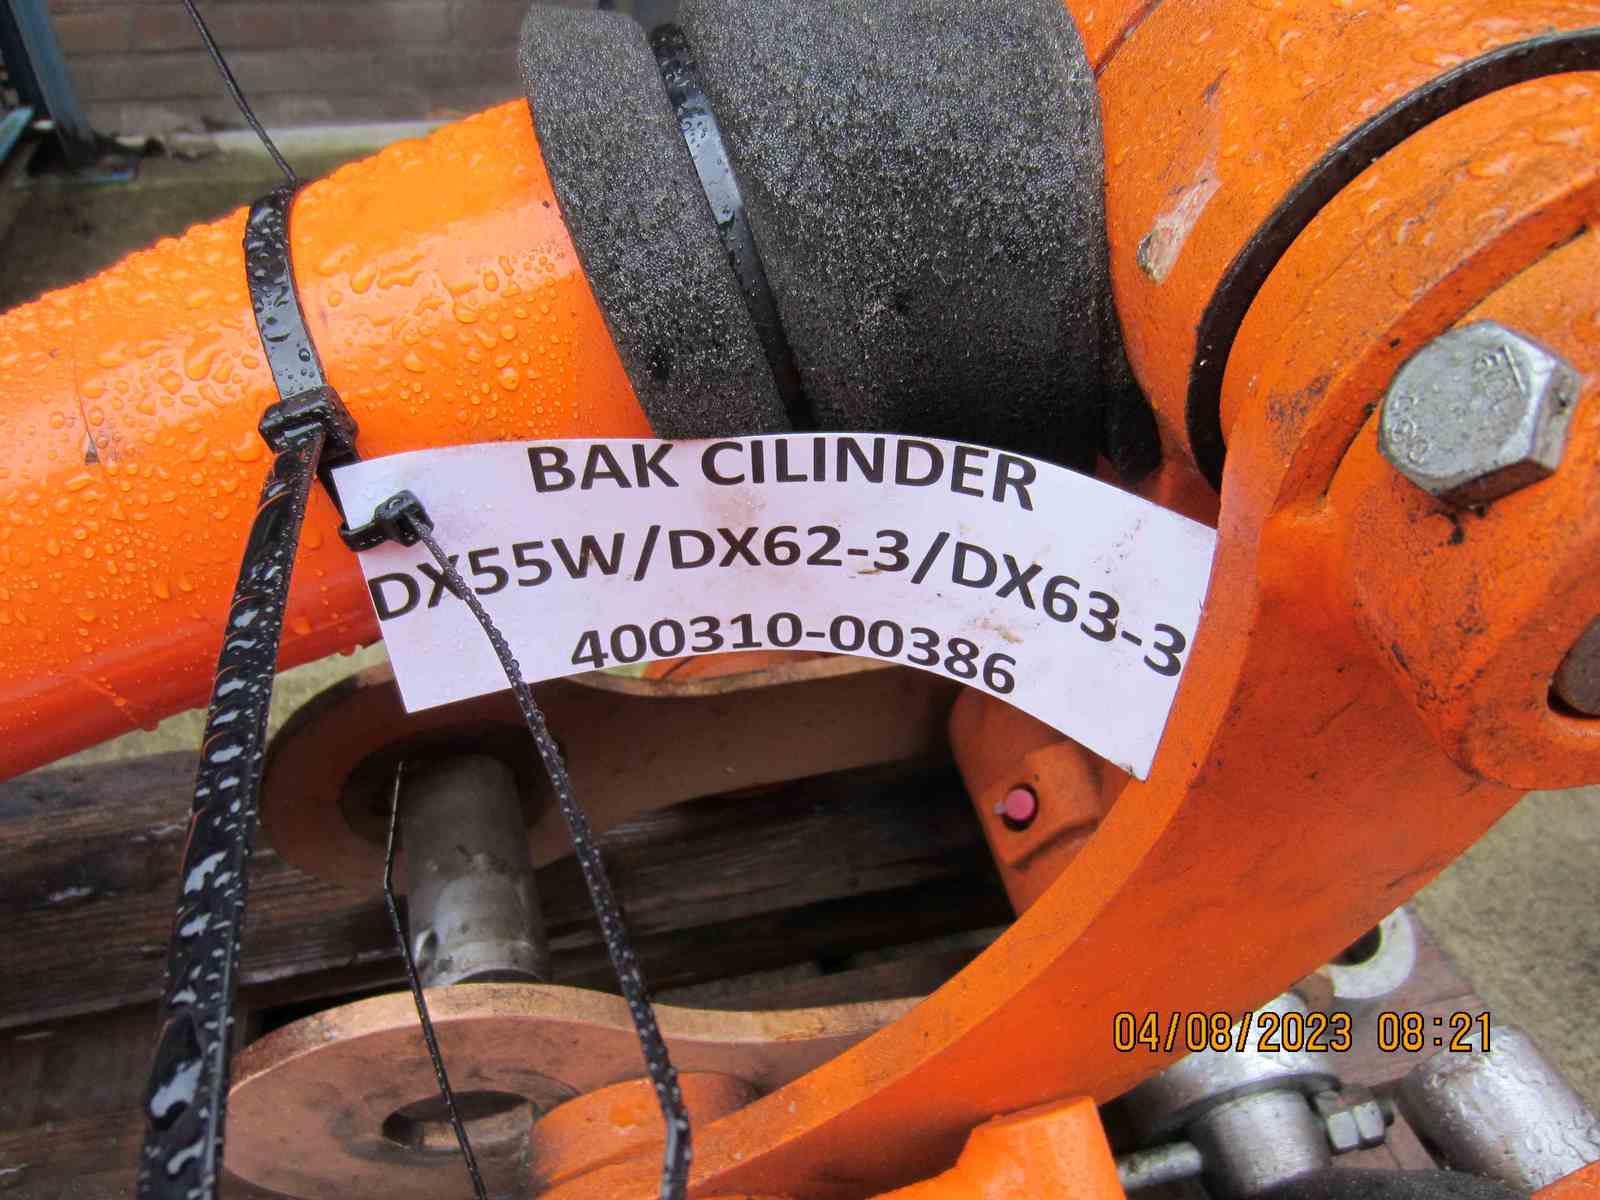 BAK CILINDER
DX55W/DX62-3/DX63-3
400310-00386
04/08/2023 08:21